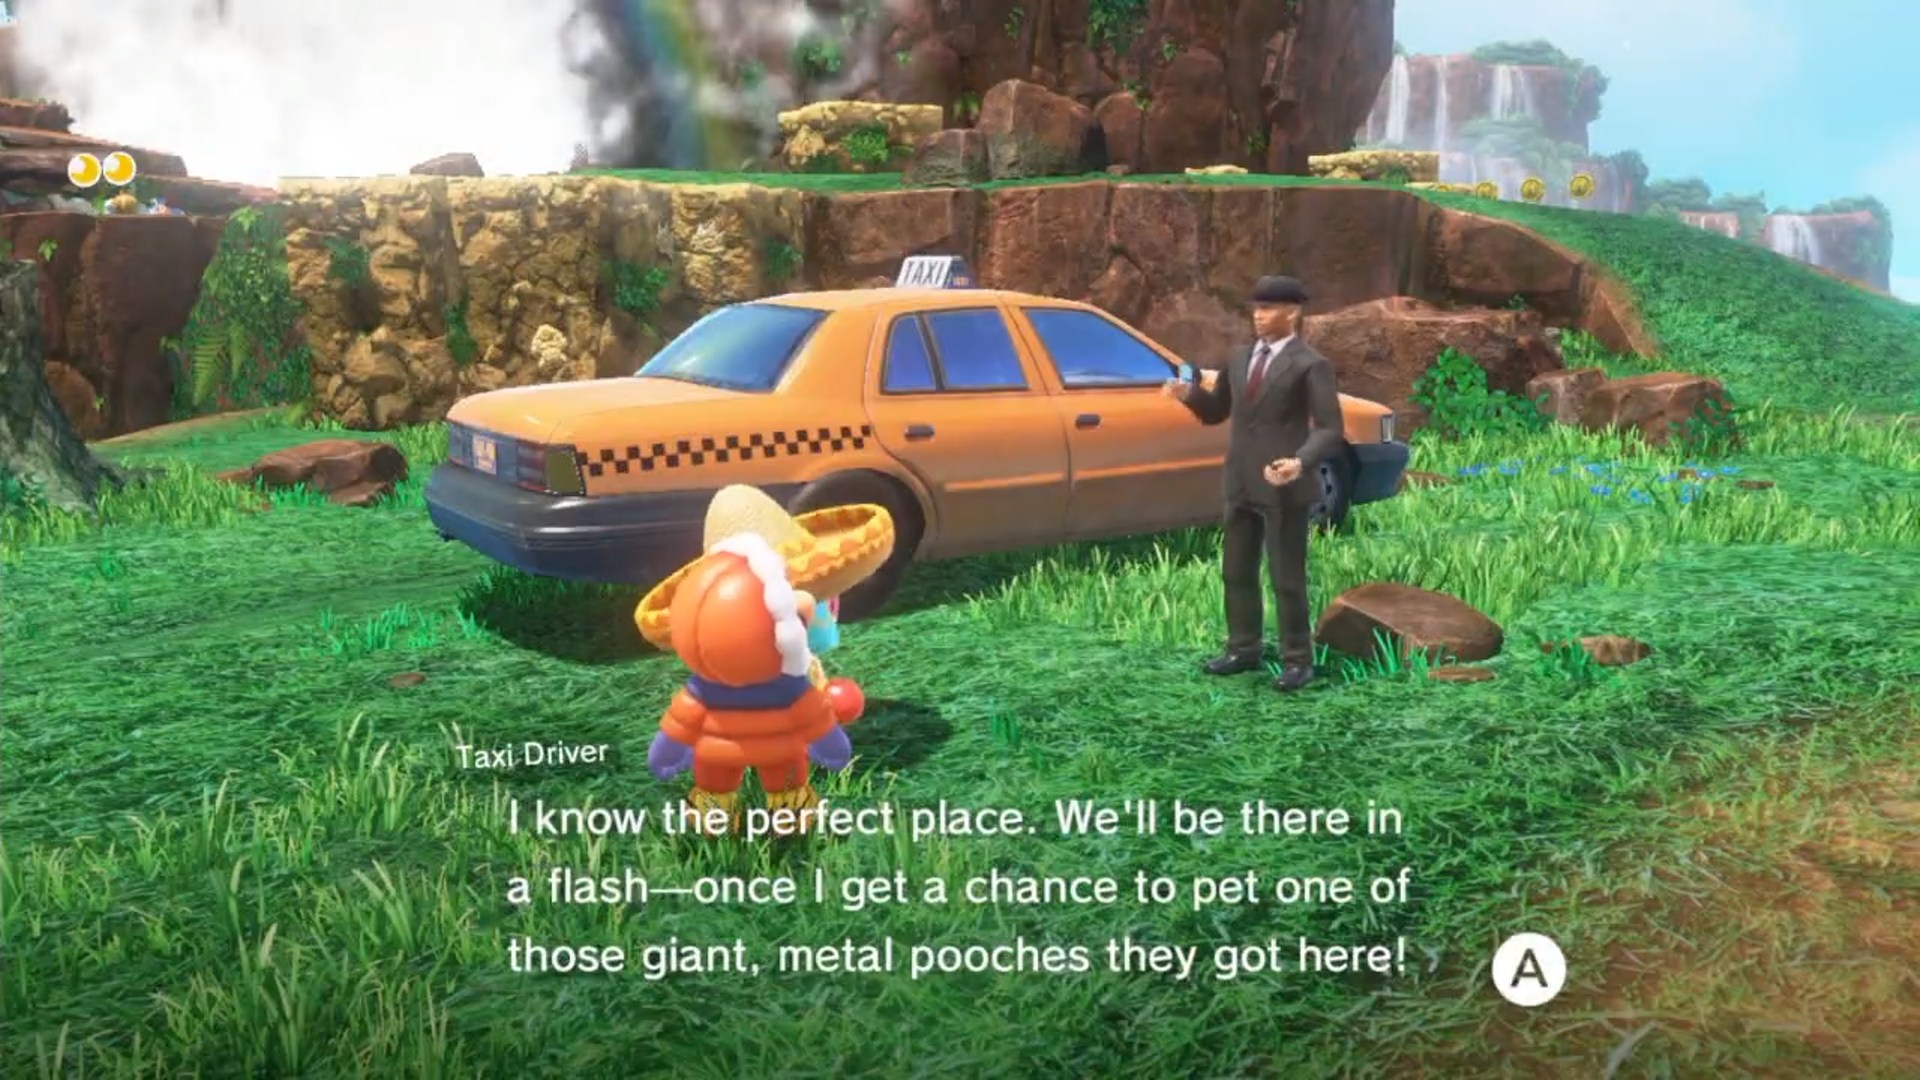 TAXI
Taxi Driver
I know the perfect place. We'll be there in
a flash—once I get a chance to pet one of
those giant, metal pooches they got here!
A